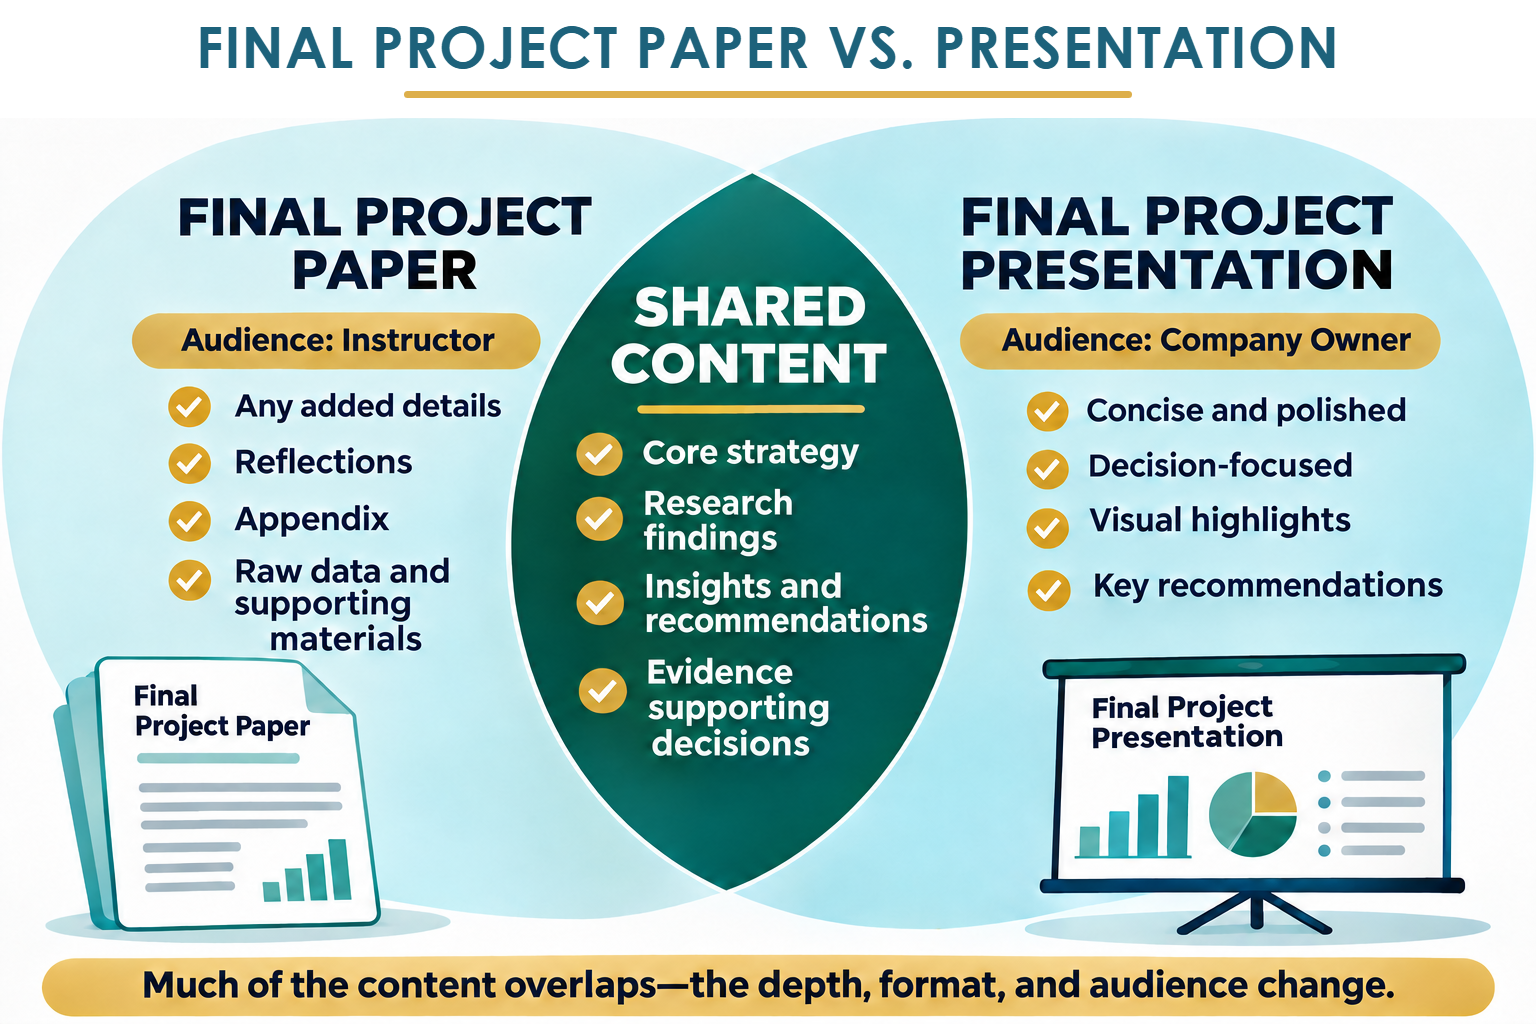 FINAL PROJECT PAPER VS. PRESENTATION
FINAL PROJECT
PAPER
Audience: Instructor
Any added details
Reflections
Appendix
Raw data and
supporting
materials
Final
Project Paper
SHARED
CONTENT
Core strategy
Research
findings
Insights and
recommendations
Evidence
supporting
decisions
FINAL PROJECT
PRESENTATION
Audience: Company Owner
Concise and polished
Decision-focused
Visual highlights
Key recommendations
Final Project
Presentation
Much of the content overlaps—the depth, format, and audience change.